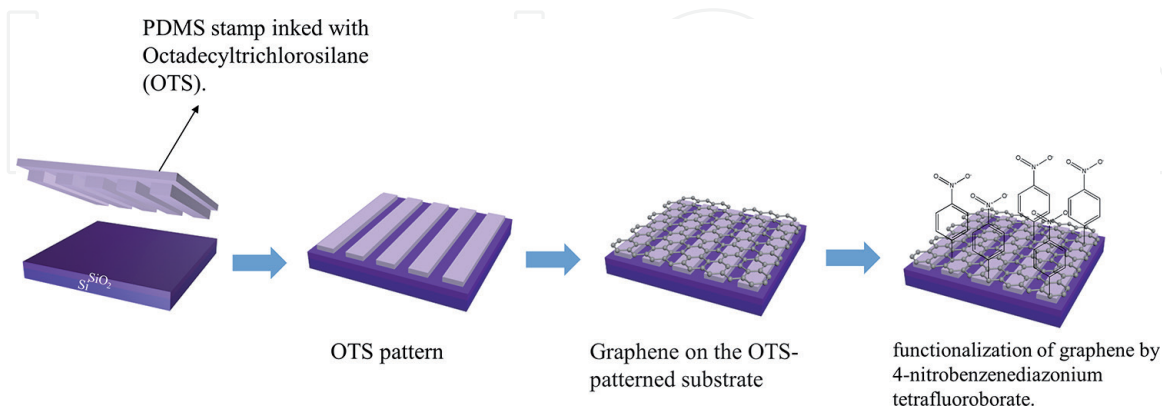 PDMS stamp inked with
Octadecyltrichlorosilane
(OTS).
SiO₂
Si
OTS pattern
Graphene on the OTS-
patterned substrate
functionalization of graphene by
4-nitrobenzenediazonium
tetrafluoroborate.